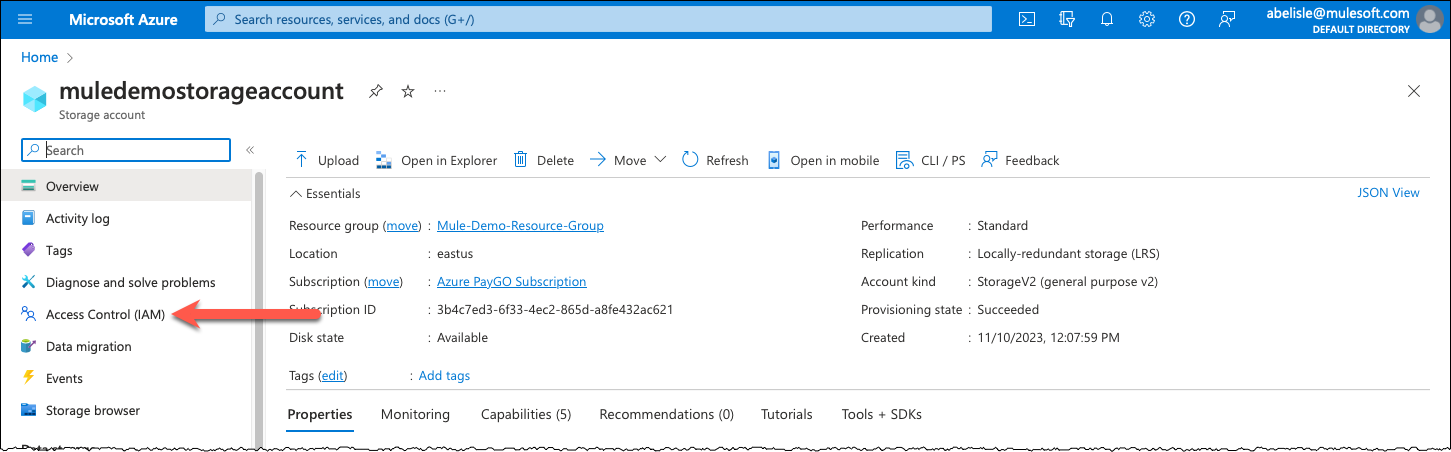 Microsoft Azure
Search resources, services, and docs (G+/)
abelisle@mulesoft.com
DEFAULT DIRECTORY
Home
muledemostorageaccount
Storage account
Search
Overview
Activity log
Tags
Diagnose and solve problems
Access Control (IAM)
Data migration
Events
Storage browser
Upload Open in Explorer Delete Move Refresh Open in mobile CLI / PS Feedback
Essentials
JSON View
Resource group (move) : Mule-Demo-Resource-Group
Location : eastus
Subscription (move) : Azure PayGO Subscription
Subscription ID : 3b4c7ed3-6f33-4ec2-865d-a8fe432ac621
Disk state : Available
Performance : Standard
Replication : Locally-redundant storage (LRS)
Account kind : StorageV2 (general purpose v2)
Provisioning state : Succeeded
Created : 11/10/2023, 12:07:59 PM
Tags (edit) : Add tags
Properties Monitoring Capabilities (5) Recommendations (0) Tutorials Tools + SDKs